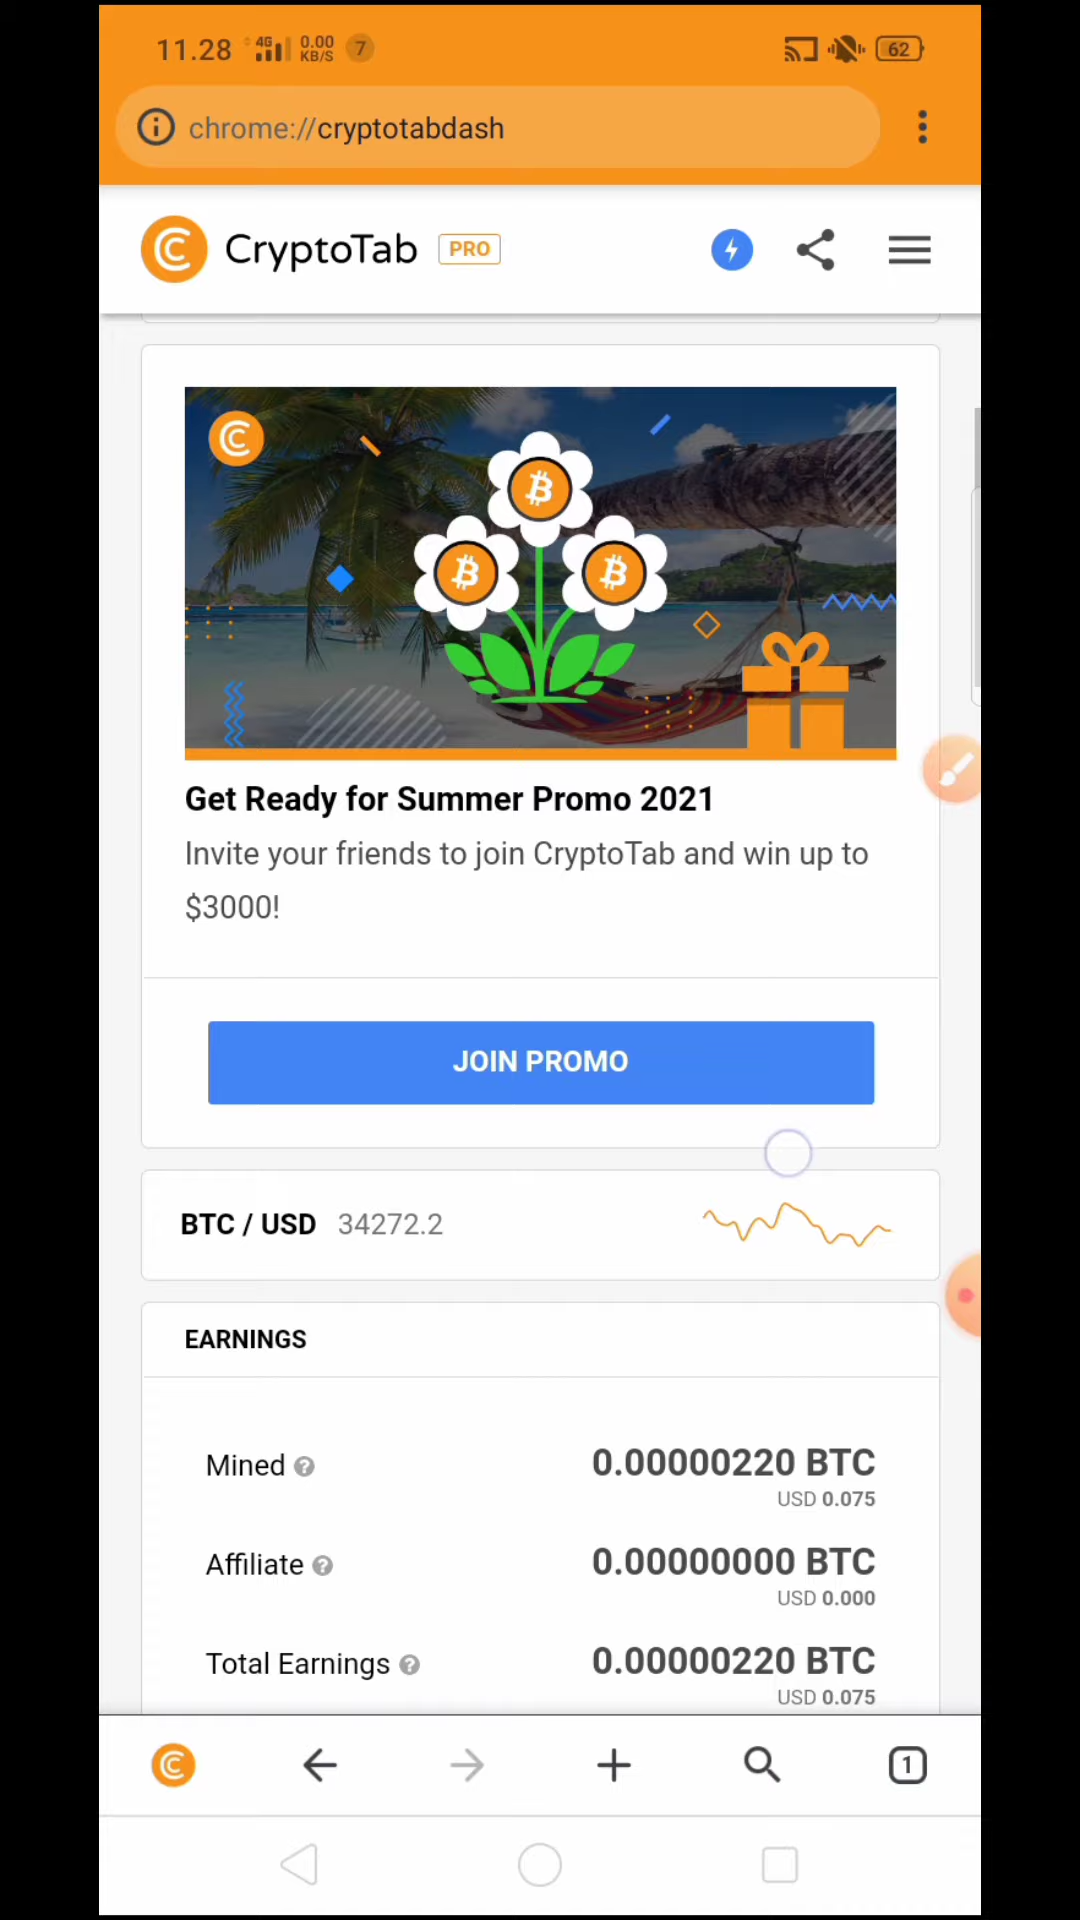 11.28 4G 0.00 KB/S 7 62
chrome://cryptotabdash
CryptoTab PRO
Get Ready for Summer Promo 2021
Invite your friends to join CryptoTab and win up to
$3000!
JOIN PROMO
BTC / USD 34272.2
EARNINGS
Mined ? 0.00000220 BTC
USD 0.075
Affiliate ? 0.00000000 BTC
USD 0.000
Total Earnings ? 0.00000220 BTC
USD 0.075
1